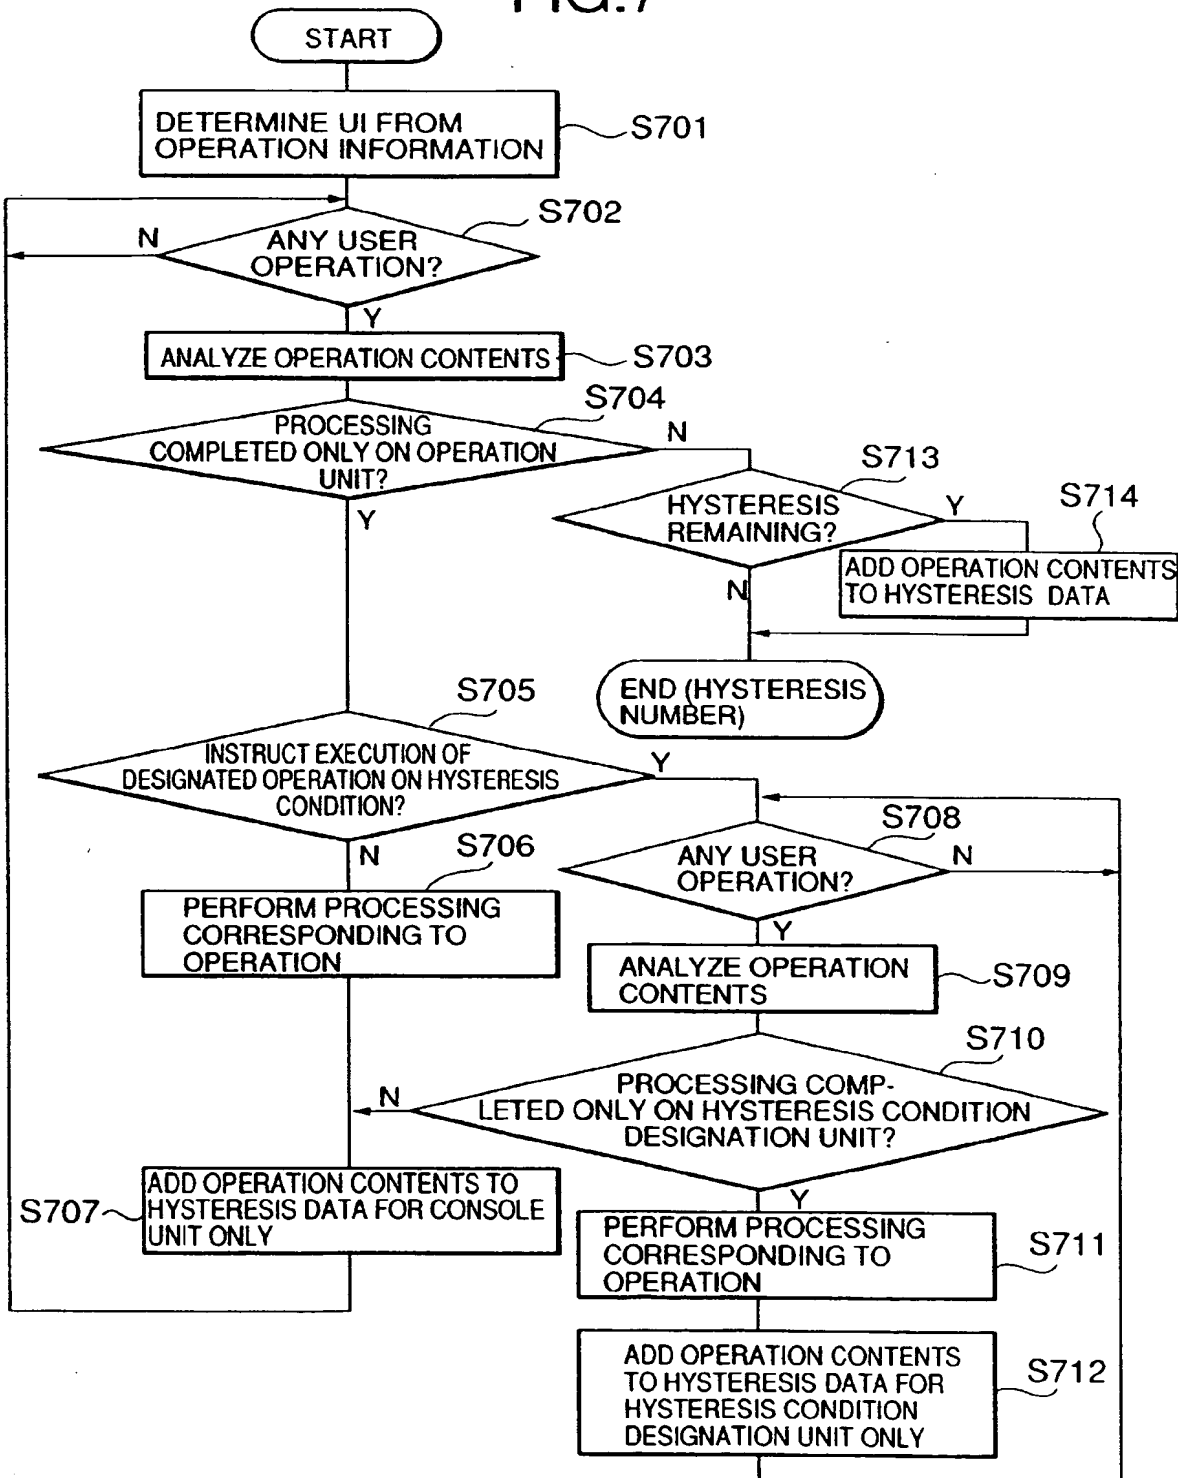 FIG.7
START
DETERMINE UI FROM
OPERATION INFORMATION
S701
S702
N
ANY USER
OPERATION?
Y
ANALYZE OPERATION CONTENTS
S703
S704
PROCESSING
COMPLETED ONLY ON OPERATION
UNIT?
N
Y
S713
HYSTERESIS
REMAINING?
Y
N
S714
ADD OPERATION CONTENTS
TO HYSTERESIS DATA
END (HYSTERESIS
NUMBER)
S705
INSTRUCT EXECUTION OF
DESIGNATED OPERATION ON HYSTERESIS
CONDITION?
Y
N
S706
PERFORM PROCESSING
CORRESPONDING TO
OPERATION
S708
ANY USER
OPERATION?
N
Y
ANALYZE OPERATION
CONTENTS
S709
S710
PROCESSING COMP-
LETED ONLY ON HYSTERESIS CONDITION
DESIGNATION UNIT?
N
Y
S707
ADD OPERATION CONTENTS TO
HYSTERESIS DATA FOR CONSOLE
UNIT ONLY
PERFORM PROCESSING
CORRESPONDING TO
OPERATION
S711
ADD OPERATION CONTENTS
TO HYSTERESIS DATA FOR
HYSTERESIS CONDITION
DESIGNATION UNIT ONLY
S712